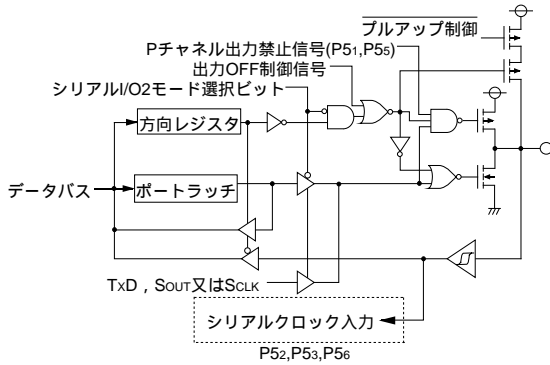 プルアップ制御
Pチャネル出力禁止信号(P51,P55)
出力OFF制御信号
シリアルI/O2モード選択ビット
方向レジスタ
データバス
ポートラッチ
TXD，SOUT又はSCLK
シリアルクロック入力
P52,P53,P56